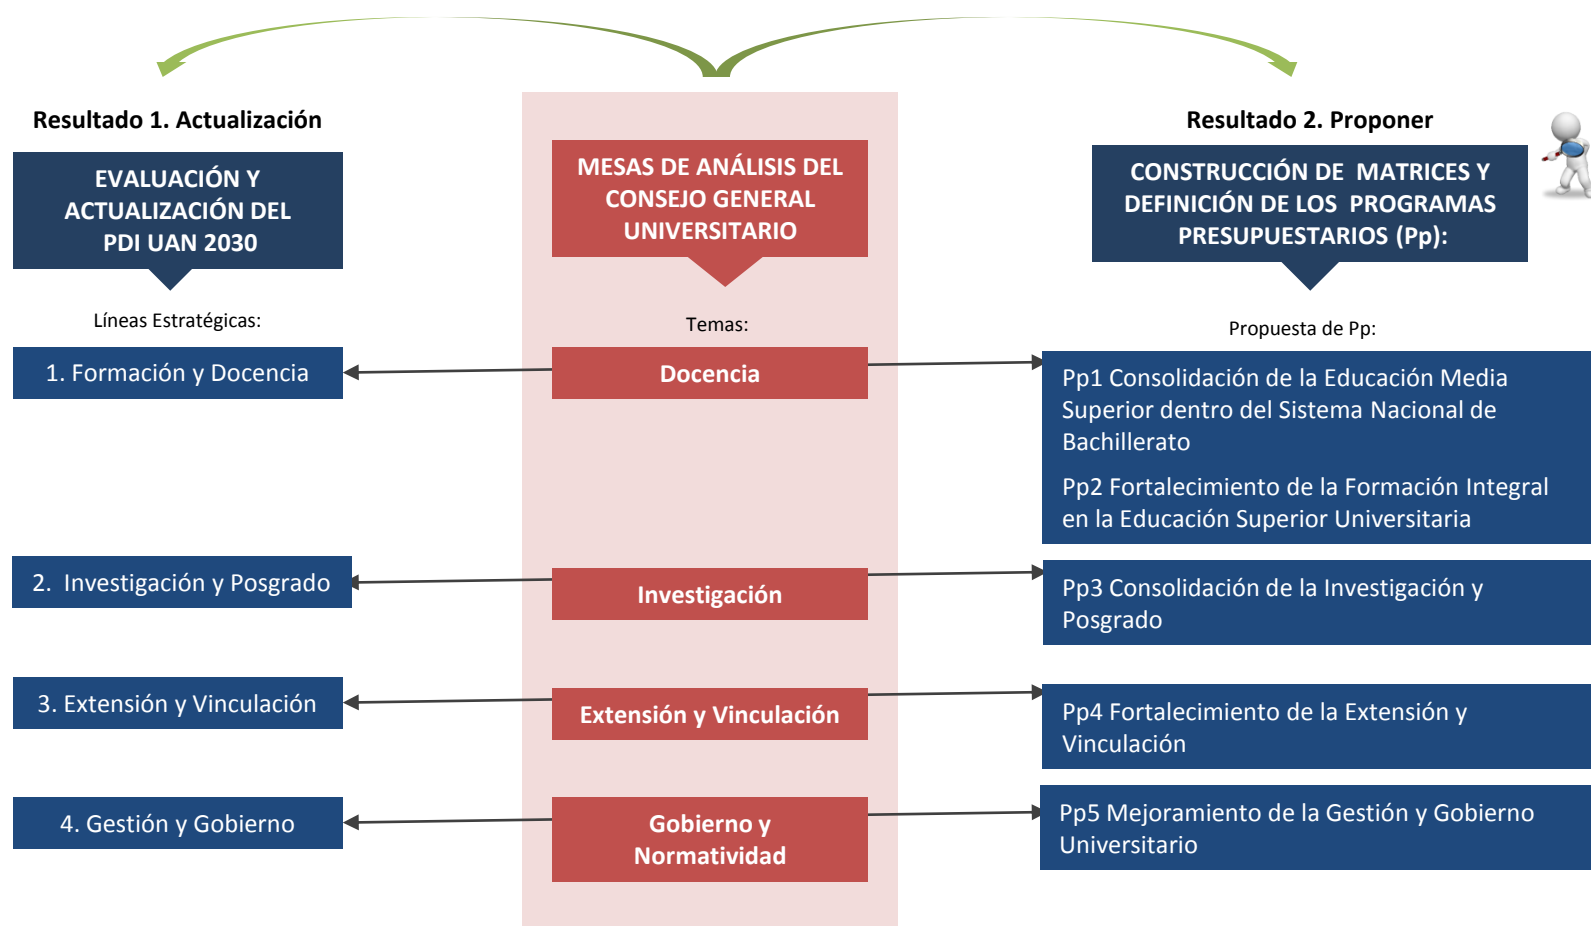 Resultado 1. Actualización
EVALUACIÓN Y
ACTUALIZACIÓN DEL
PDI UAN 2030
Líneas Estratégicas:
1. Formación y Docencia
2. Investigación y Posgrado
3. Extensión y Vinculación
4. Gestión y Gobierno
MESAS DE ANÁLISIS DEL
CONSEJO GENERAL
UNIVERSITARIO
Temas:
Docencia
Investigación
Extensión y Vinculación
Gobierno y
Normatividad
Resultado 2. Proponer
CONSTRUCCIÓN DE MATRICES Y
DEFINICIÓN DE LOS PROGRAMAS
PRESUPUESTARIOS (Pp):
Propuesta de Pp:
Pp1 Consolidación de la Educación Media
Superior dentro del Sistema Nacional de
Bachillerato
Pp2 Fortalecimiento de la Formación Integral
en la Educación Superior Universitaria
Pp3 Consolidación de la Investigación y
Posgrado
Pp4 Fortalecimiento de la Extensión y
Vinculación
Pp5 Mejoramiento de la Gestión y Gobierno
Universitario